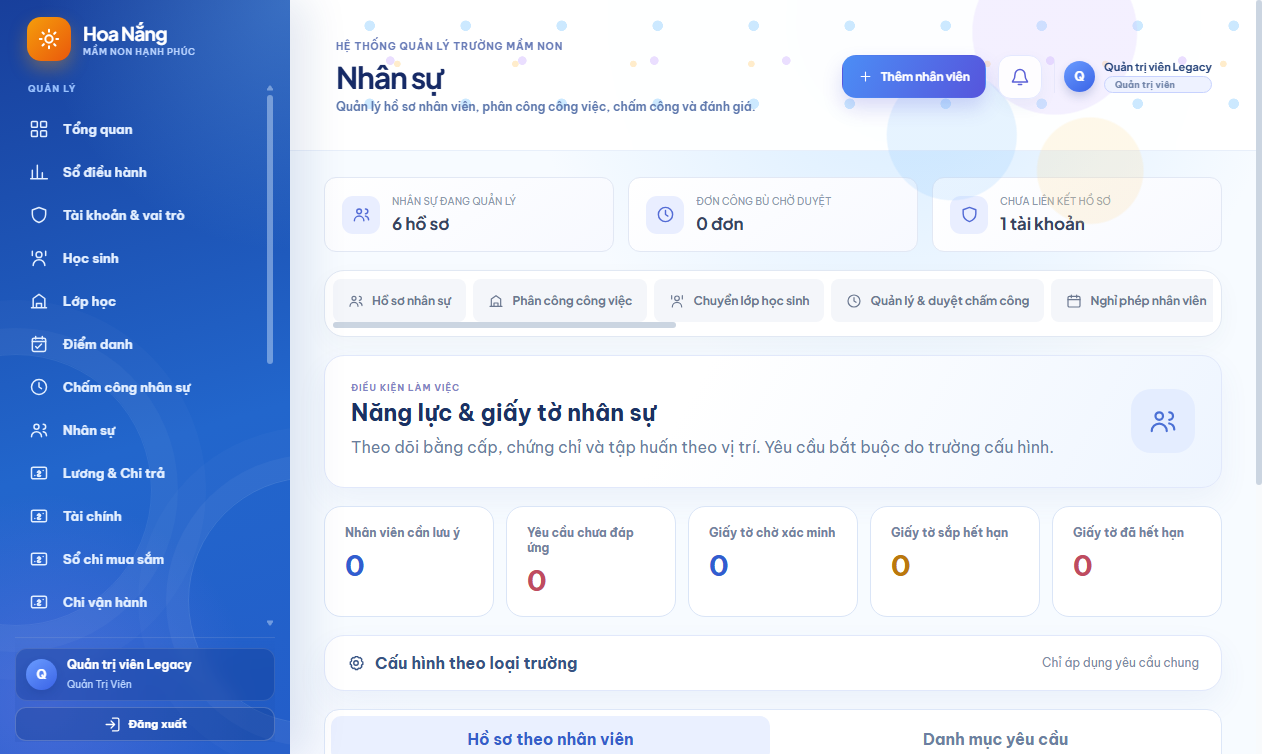 Hoa Nắng
MẦM NON HẠNH PHÚC
QUẢN LÝ
Tổng quan
Sổ điều hành
Tài khoản & vai trò
Học sinh
Lớp học
Điểm danh
Chấm công nhân sự
Nhân sự
Lương & Chi trả
Tài chính
Sổ chi mua sắm
Chi vận hành
Q
Quản trị viên Legacy
Quản Trị Viên
Đăng xuất
HỆ THỐNG QUẢN LÝ TRƯỜNG MẦM NON
Nhân sự
Quản lý hồ sơ nhân viên, phân công công việc, chấm công và đánh giá.
Thêm nhân viên
Q
Quản trị viên Legacy
Quản trị viên
NHÂN SỰ ĐANG QUẢN LÝ
6 hồ sơ
ĐƠN CÔNG BÙ CHỜ DUYỆT
0 đơn
CHƯA LIÊN KẾT HỒ SƠ
1 tài khoản
Hồ sơ nhân sự
Phân công công việc
Chuyển lớp học sinh
Quản lý & duyệt chấm công
Nghỉ phép nhân viên
ĐIỀU KIỆN LÀM VIỆC
Năng lực & giấy tờ nhân sự
Theo dõi bằng cấp, chứng chỉ và tập huấn theo vị trí. Yêu cầu bắt buộc do trường cấu hình.
Nhân viên cần lưu ý
0
Yêu cầu chưa đáp
ứng
0
Giấy tờ chờ xác minh
0
Giấy tờ sắp hết hạn
0
Giấy tờ đã hết hạn
0
Cấu hình theo loại trường
Chỉ áp dụng yêu cầu chung
Hồ sơ theo nhân viên
Danh mục yêu cầu